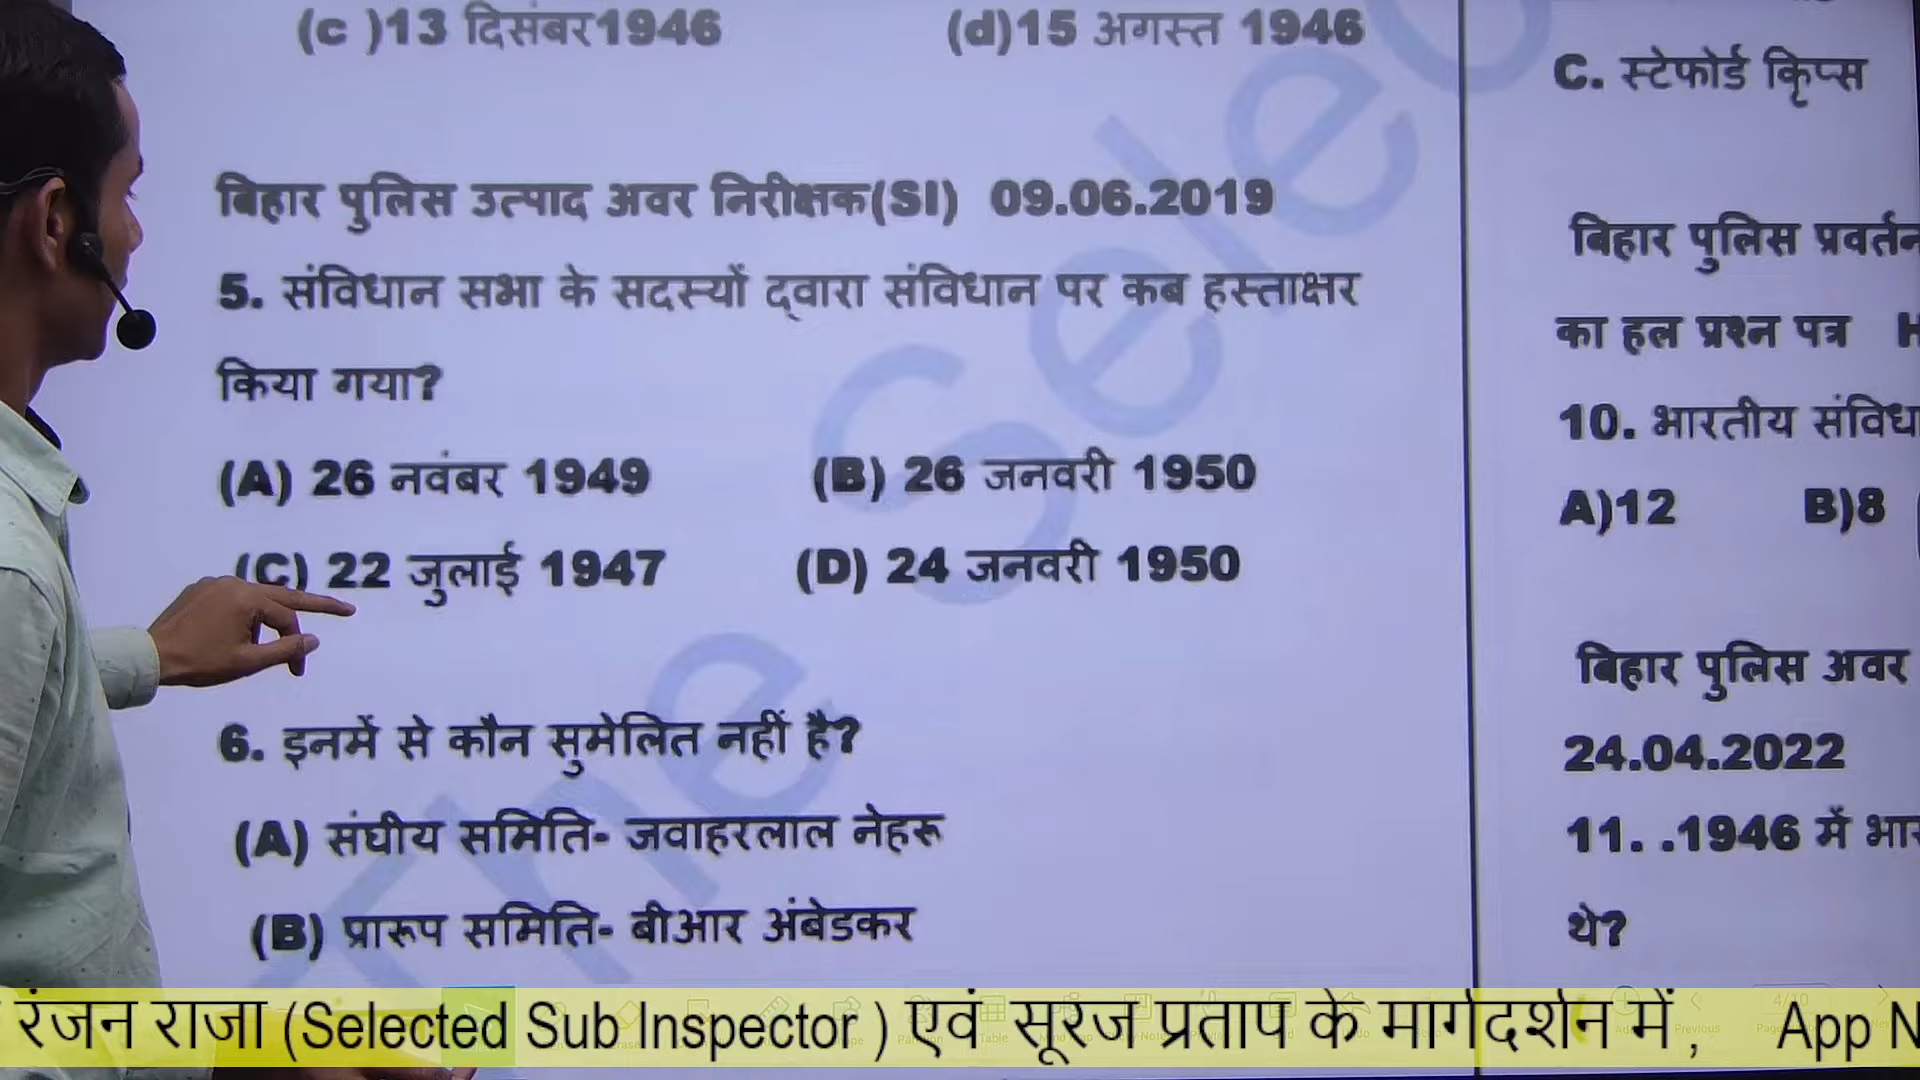 (c )13 दिसंबर1946 (d)15 अगस्त 1946
बिहार पुलिस उत्पाद अवर निरीक्षक(SI) 09.06.2019
5. संविधान सभा के सदस्यों द्वारा संविधान पर कब हस्ताक्षर
किया गया?
(A) 26 नवंबर 1949 (B) 26 जनवरी 1950
(C) 22 जुलाई 1947 (D) 24 जनवरी 1950
6. इनमें से कौन सुमेलित नहीं है?
(A) संघीय समिति- जवाहरलाल नेहरू
(B) प्रारूप समिति- बीआर अंबेडकर
C. स्टेफोर्ड क्रिप्स
बिहार पुलिस प्रवर्तन
का हल प्रश्न पत्र H
10. भारतीय संविधा
A)12 B)8
बिहार पुलिस अवर
24.04.2022
11. .1946 में भार
थे?
The Selec
रंजन राजा (Selected Sub Inspector ) एवं सूरज प्रताप के मार्गदर्शन में , App N